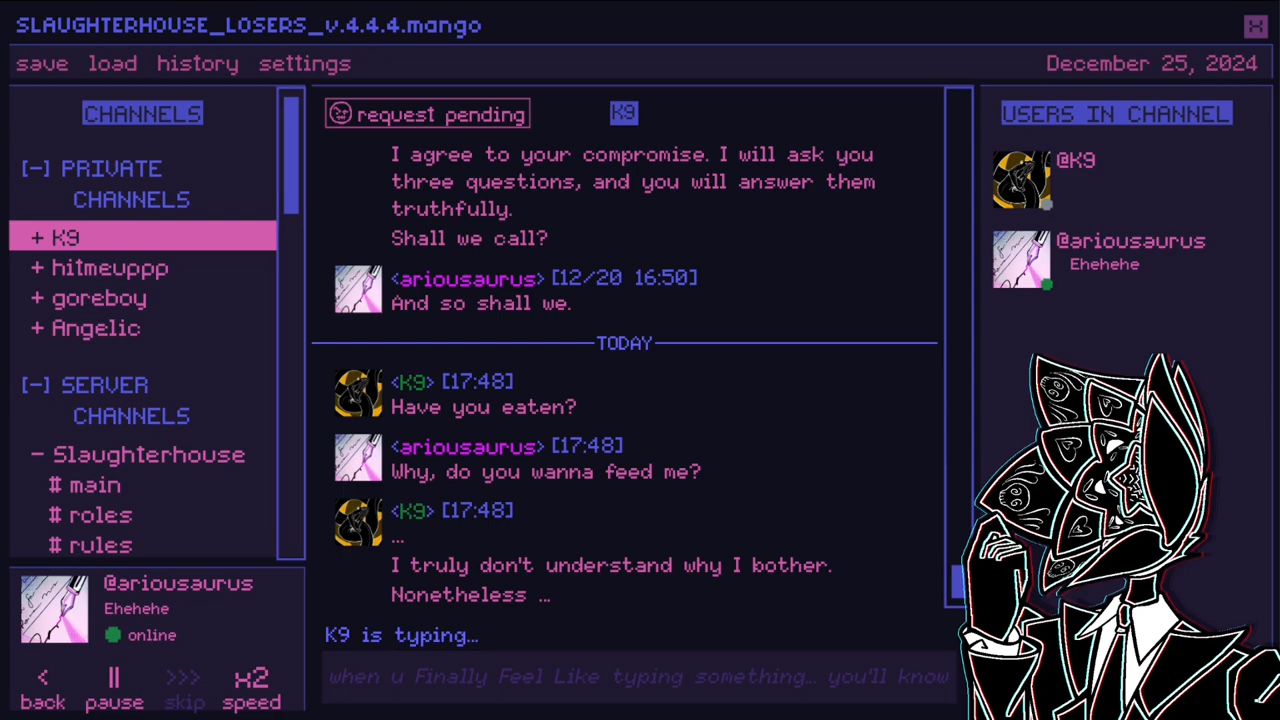 SLAUGHTERHOUSE_LOSERS_v.4.4.4.mango
x
save load history settings
December 25, 2024
CHANNELS
[-] PRIVATE
CHANNELS
+ K9
+ hitmeuppp
+ goreboy
+ Angelic
[-] SERVER
CHANNELS
- Slaughterhouse
# main
# roles
# rules
@ariousaurus
Ehehehe
online
< || >>> x2
back pause skip speed
request pending
K9
I agree to your compromise. I will ask you
three questions, and you will answer them
truthfully.
Shall we call?
<ariousaurus> [12/20 16:50]
And so shall we.
TODAY
<K9> [17:48]
Have you eaten?
<ariousaurus> [17:48]
Why, do you wanna feed me?
<K9> [17:48]
...
I truly don't understand why I bother.
Nonetheless ...
K9 is typing...
when u Finally Feel Like typing something... you'll know
USERS IN CHANNEL
@K9
@ariousaurus
Ehehehe